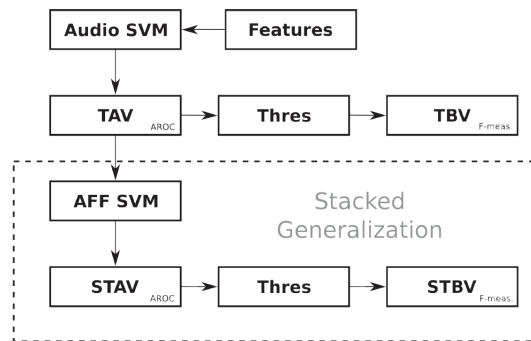 Audio SVM
Features
TAV
AROC
Thres
TBV
F-meas.
AFF SVM
Stacked
Generalization
STAV
AROC
Thres
STBV
F-meas.